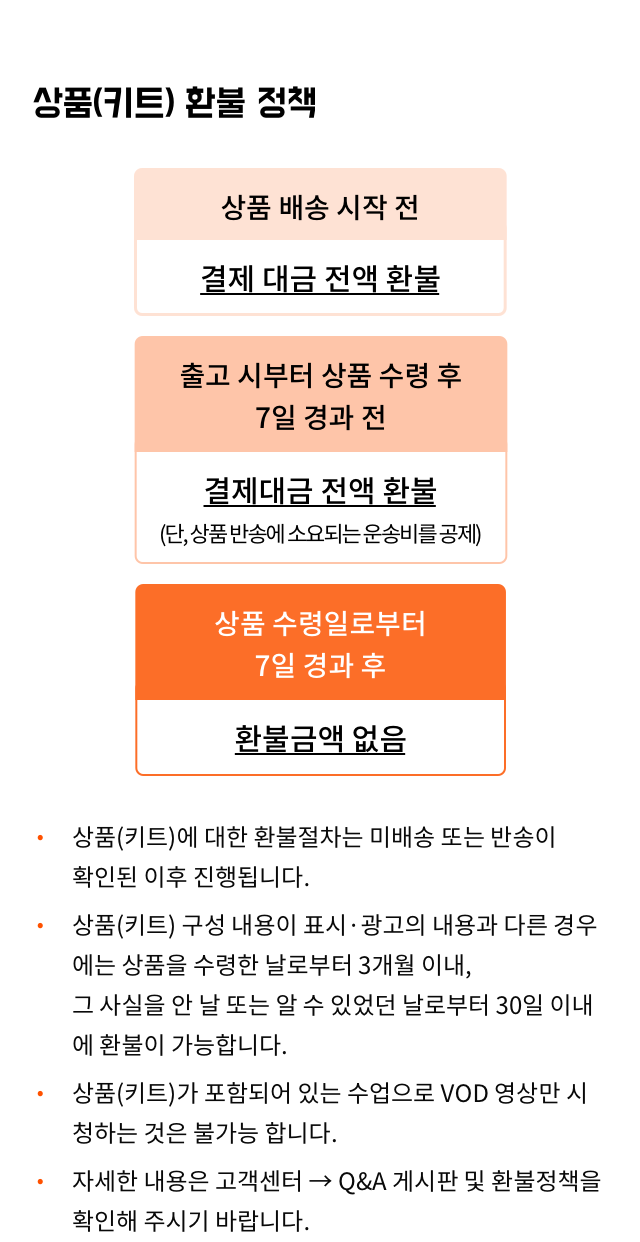 상품(키트) 환불 정책
상품 배송 시작 전
결제 대금 전액 환불
출고 시부터 상품 수령 후
7일 경과 전
결제대금 전액 환불
(단, 상품 반송에 소요되는 운송비를 공제)
상품 수령일로부터
7일 경과 후
환불금액 없음
• 상품(키트)에 대한 환불절차는 미배송 또는 반송이
확인된 이후 진행됩니다.
• 상품(키트) 구성 내용이 표시·광고의 내용과 다른 경우
에는 상품을 수령한 날로부터 3개월 이내,
그 사실을 안 날 또는 알 수 있었던 날로부터 30일 이내
에 환불이 가능합니다.
• 상품(키트)가 포함되어 있는 수업으로 VOD 영상만 시
청하는 것은 불가능 합니다.
• 자세한 내용은 고객센터 → Q&A 게시판 및 환불정책을
확인해 주시기 바랍니다.